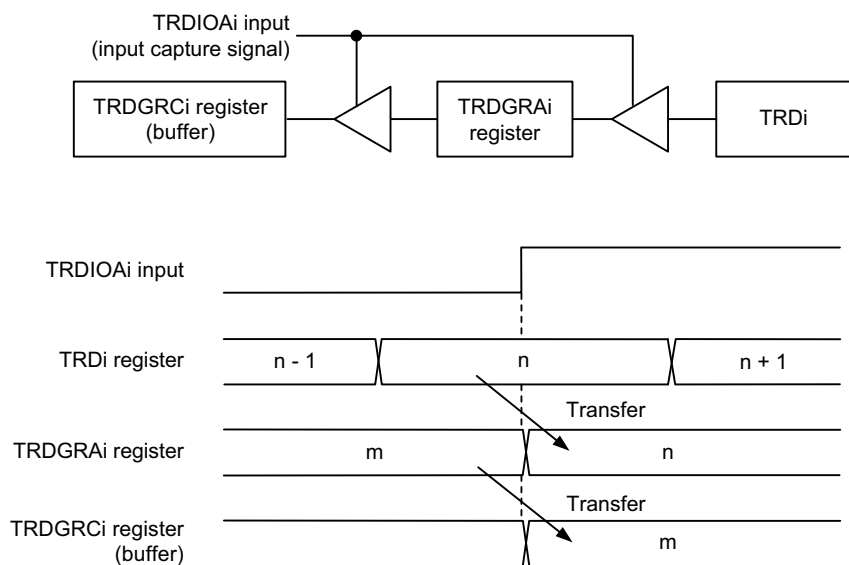 TRDIOAi input
(input capture signal)
TRDGRCi register
(buffer)
TRDGRAi
register
TRDi
TRDIOAi input
TRDi register
n - 1
n
n + 1
Transfer
TRDGRAi register
m
n
Transfer
TRDGRCi register
(buffer)
m